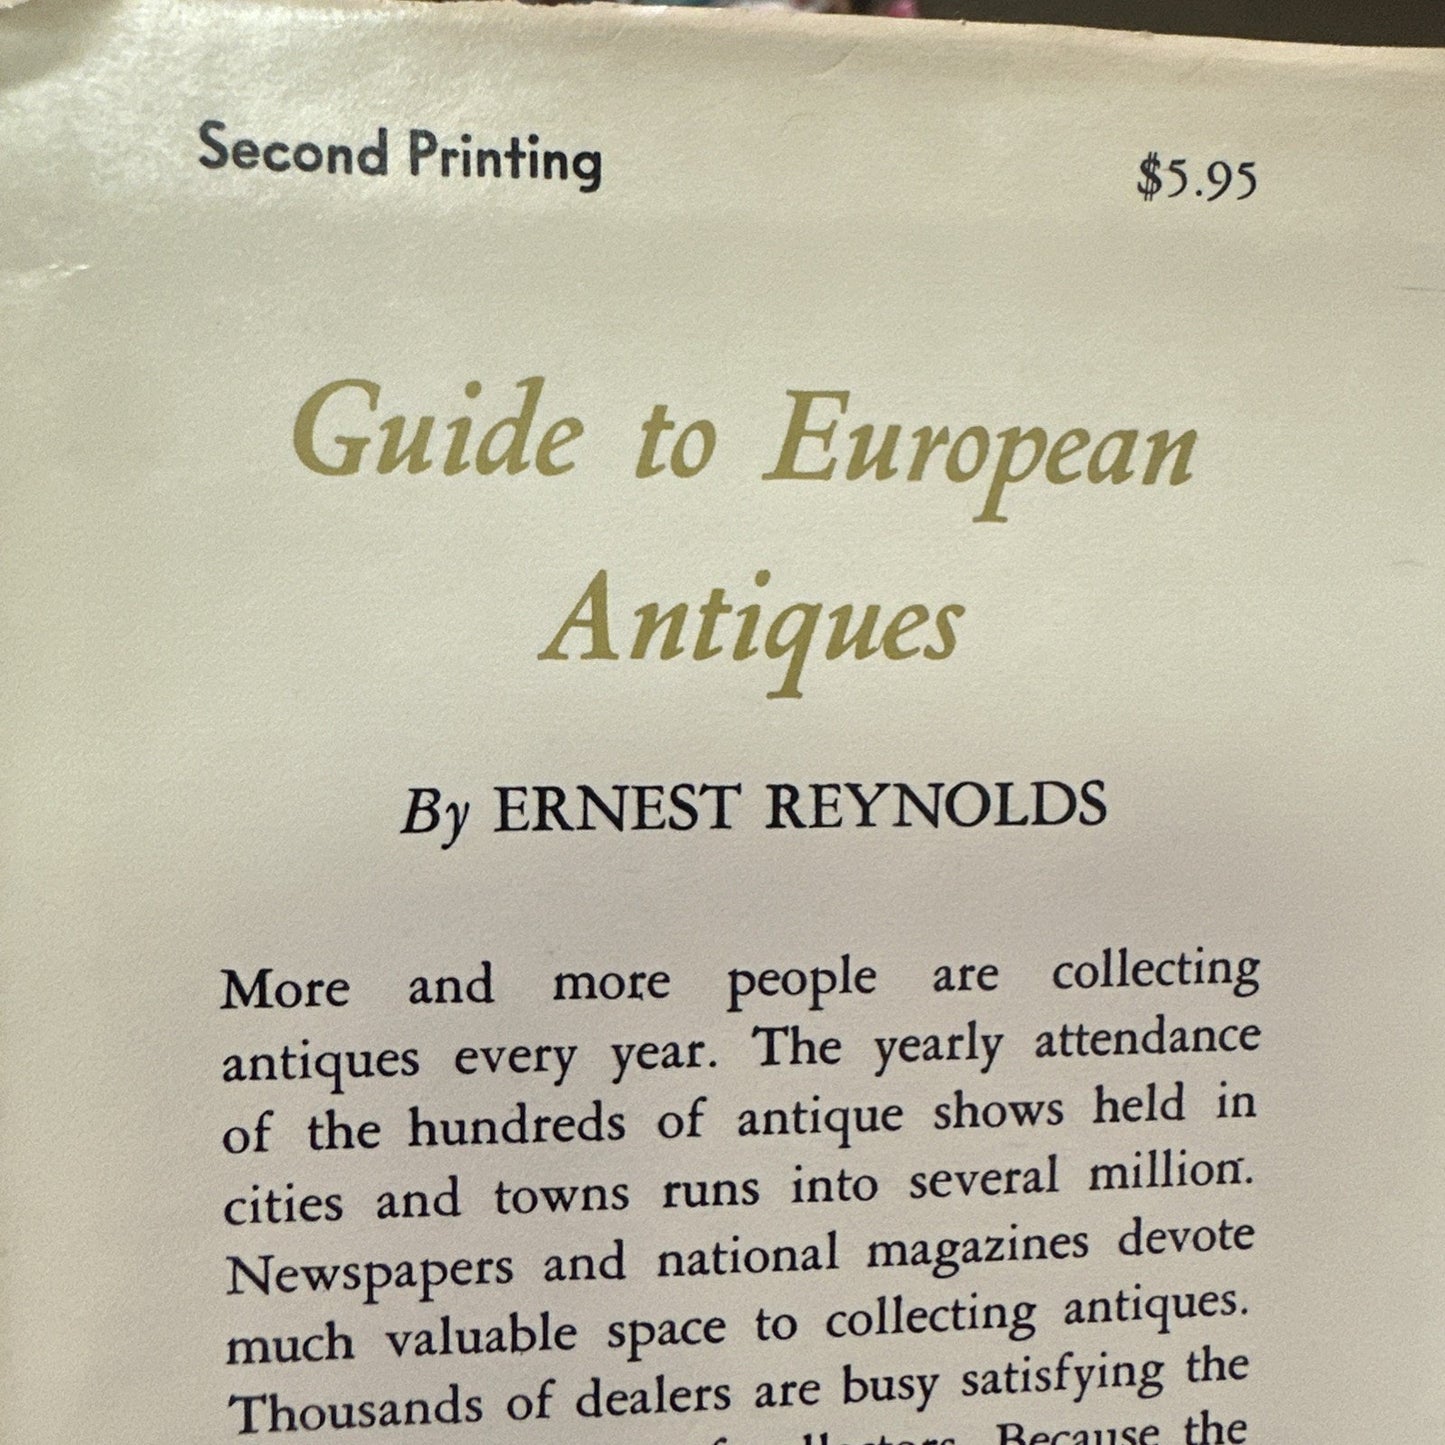 Second Printing
$5.95
Guide to European
Antiques
By ERNEST REYNOLDS
More and more people are collecting
antiques every year. The yearly attendance
of the hundreds of antique shows held in
cities and towns runs into several million.
Newspapers and national magazines devote
much valuable space to collecting antiques.
Thousands of dealers are busy satisfying the
Because the